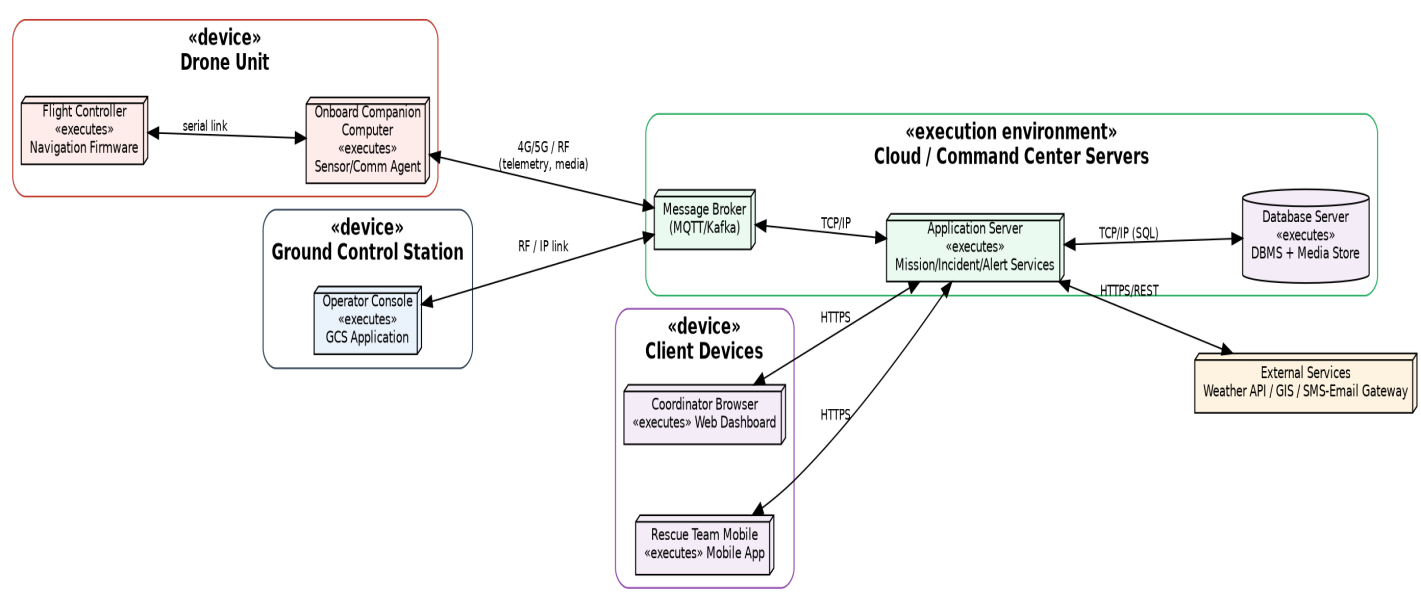 «device»
Drone Unit
Flight Controller
«executes»
Navigation Firmware
serial link
Onboard Companion
Computer
«executes»
Sensor/Comm Agent
4G/5G / RF
(telemetry, media)
«device»
Ground Control Station
Operator Console
«executes»
GCS Application
RF / IP link
«execution environment»
Cloud / Command Center Servers
Message Broker
(MQTT/Kafka)
TCP/IP
Application Server
«executes»
Mission/Incident/Alert Services
TCP/IP (SQL)
Database Server
«executes»
DBMS + Media Store
HTTPS/REST
External Services
Weather API / GIS / SMS-Email Gateway
«device»
Client Devices
HTTPS
Coordinator Browser
«executes» Web Dashboard
HTTPS
Rescue Team Mobile
«executes» Mobile App